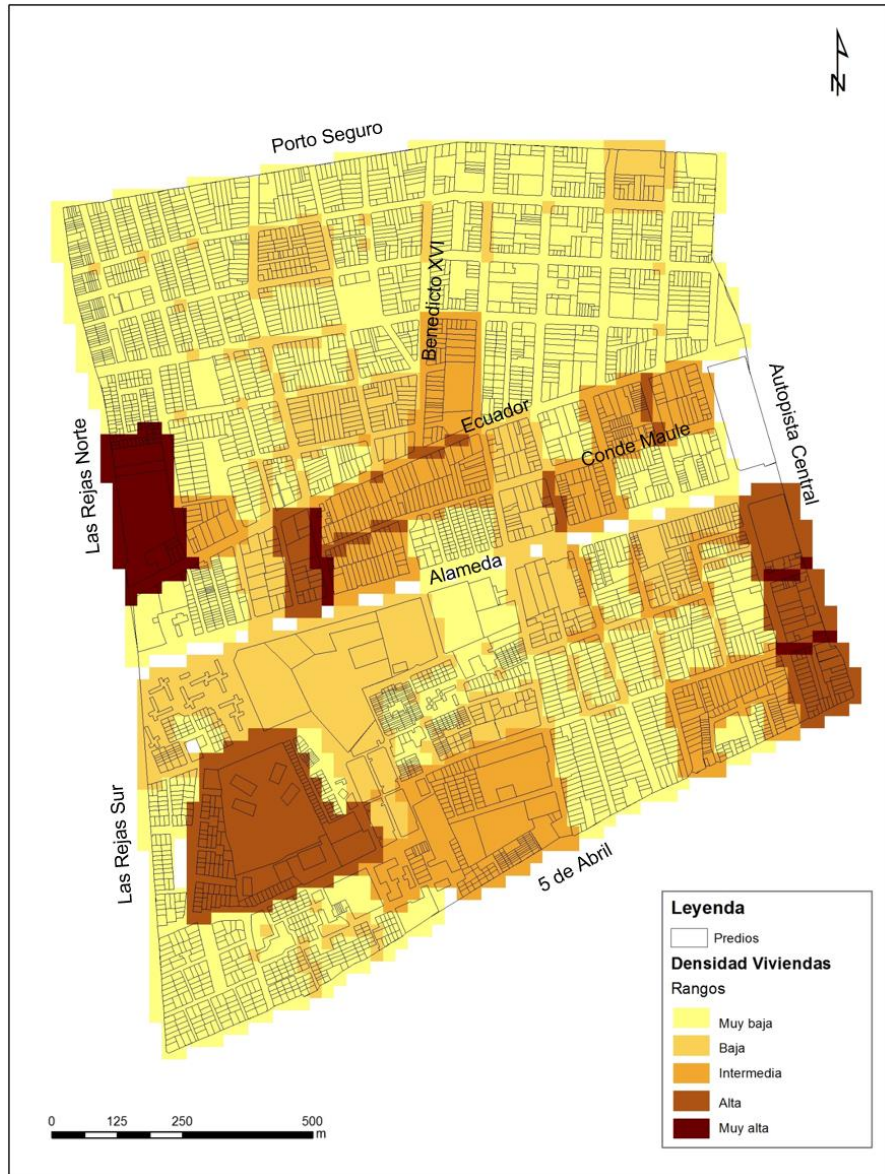 N
Porto Seguro
Benedicto XVI
Ecuador
Conde Maule
Autopista Central
Las Rejas Norte
Alameda
Las Rejas Sur
5 de Abril
Leyenda
Predios
Densidad Viviendas
Rangos
Muy baja
Baja
Intermedia
Alta
Muy alta
0 125 250 500
m